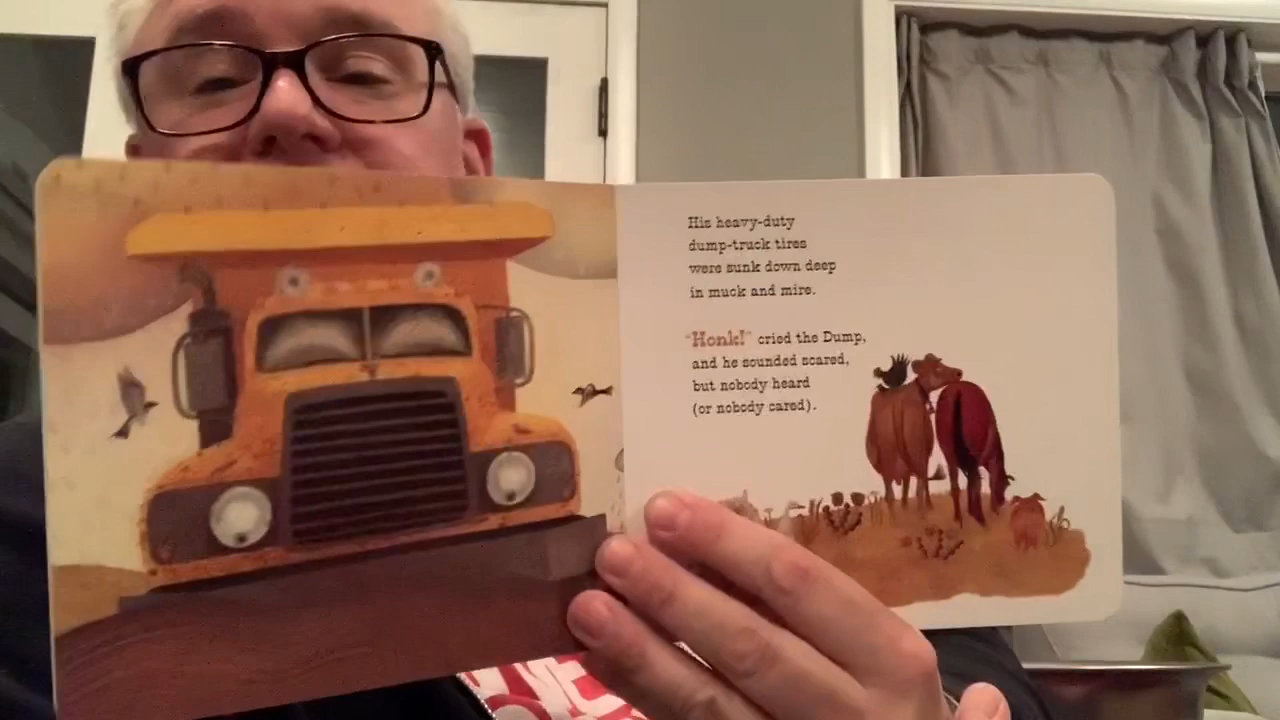 His heavy-duty
dump-truck tires
were sunk down deep
in muck and mire.
"Honk!" cried the Dump,
and he sounded scared,
but nobody heard
(or nobody cared).